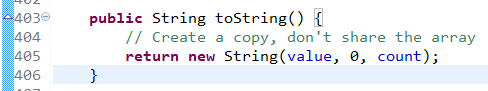 403 public String toString() {
404 // Create a copy, don't share the array
405 return new String(value, 0, count);
406 }